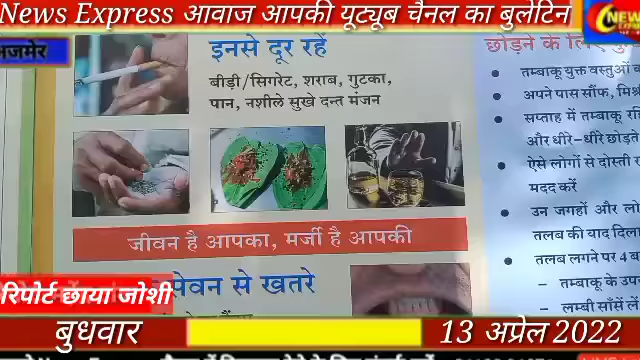 News Express आवाज आपकी यूट्यूब चैनल का बुलेटिन
NEWS
अजमेर
इनसे दूर रहें
बीड़ी/सिगरेट, शराब, गुटका,
पान, नशीले सुखे दन्त मंजन
जीवन है आपका, मर्जी है आपकी
सेवन से खतरे
छोड़ने के लिए
तम्बाकू युक्त वस्तुओं
अपने पास सौंफ, मिश्री
सप्ताह में तम्बाकू
और धीरे-धीरे छोड़ते
ऐसे लोगों से दोस्ती
मदद करें
उन जगहों और
तलब की याद दिला
तलब लगने पर 4
– तम्बाकू के
– लम्बी साँसें लें
रिपोर्ट छाया जोशी
बुधवार
13 अप्रेल 2022